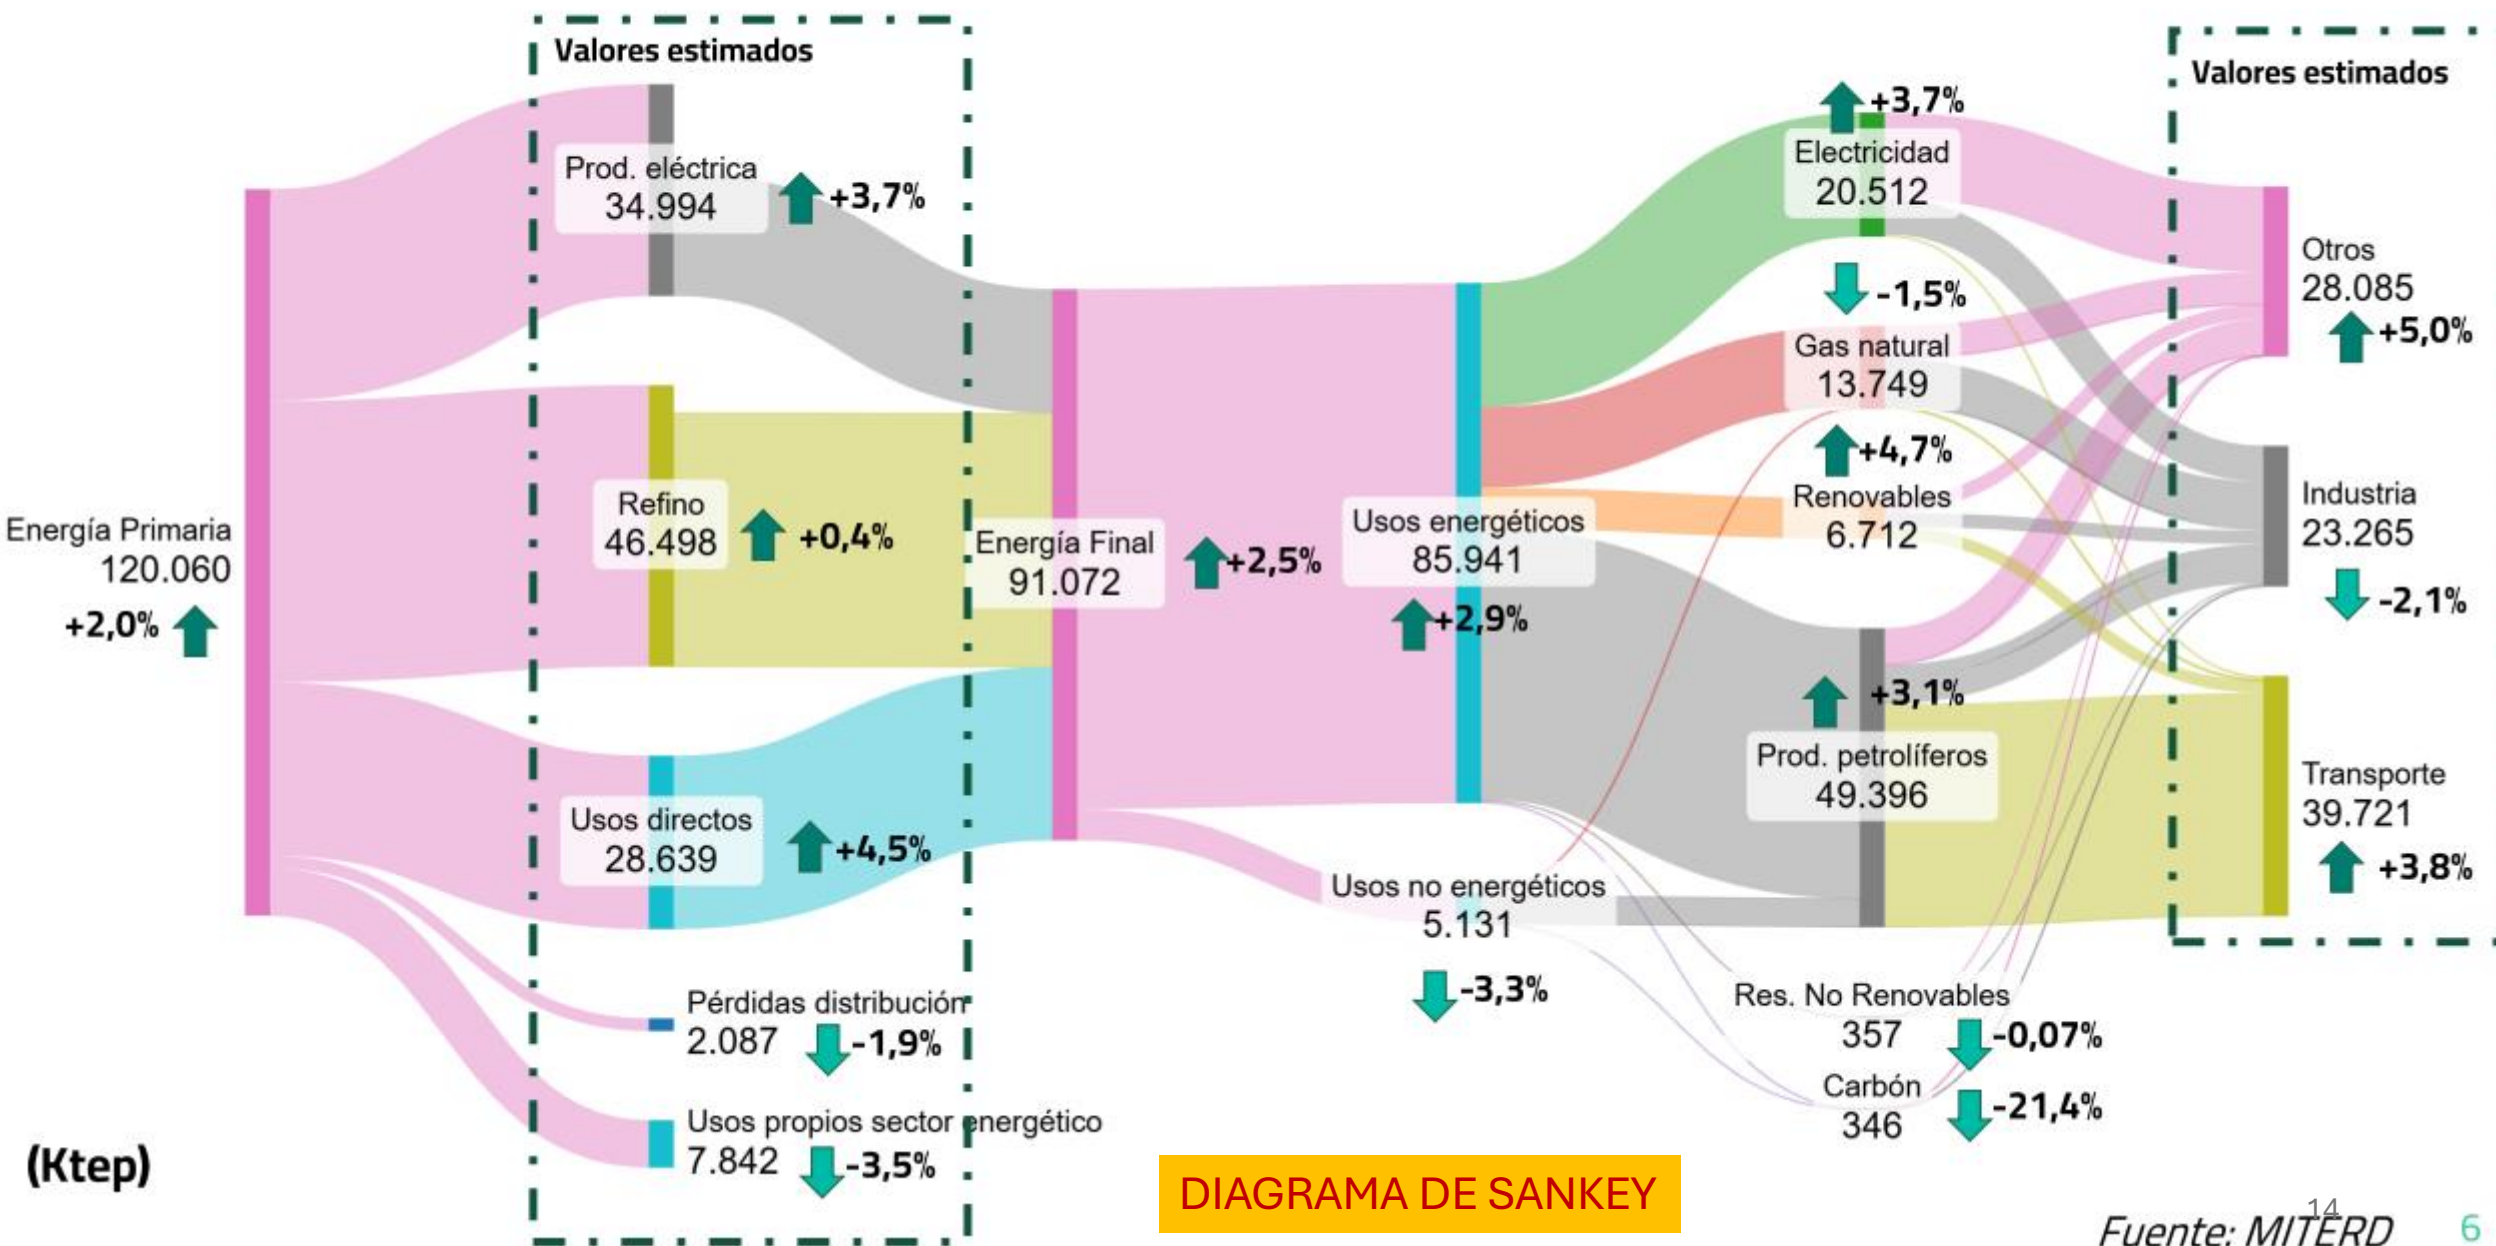 Valores estimados
Prod. eléctrica
34.994
+3,7%
Refino
46.498
+0,4%
Energía Primaria
120.060
+2,0%
Usos directos
28.639
+4,5%
Pérdidas distribución
2.087
-1,9%
Usos propios sector energético
7.842
-3,5%
(Ktep)
Energía Final
91.072
+2,5%
Usos energéticos
85.941
+2,9%
Usos no energéticos
5.131
-3,3%
+3,7%
Electricidad
20.512
-1,5%
Gas natural
13.749
+4,7%
Renovables
6.712
+3,1%
Prod. petrolíferos
49.396
Res. No Renovables
357
-0,07%
Carbón
346
-21,4%
Valores estimados
Otros
28.085
+5,0%
Industria
23.265
-2,1%
Transporte
39.721
+3,8%
DIAGRAMA DE SANKEY
14
Fuente: MITERD
6